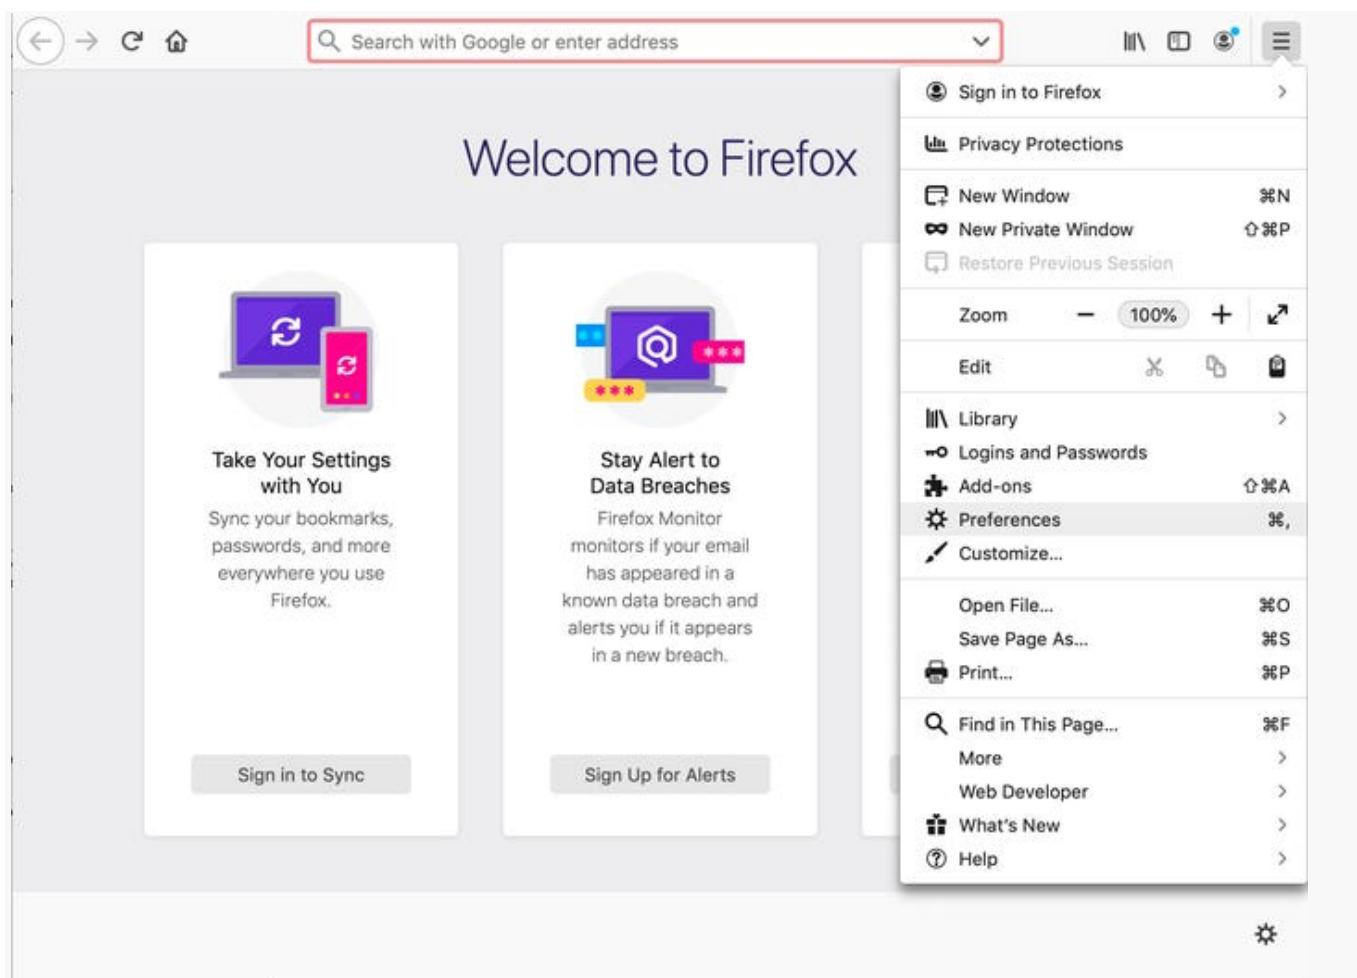 Search with Google or enter address
Welcome to Firefox
Take Your Settings
with You
Sync your bookmarks,
passwords, and more
everywhere you use
Firefox.
Sign in to Sync
***
***
Stay Alert to
Data Breaches
Firefox Monitor
monitors if your email
has appeared in a
known data breach and
alerts you if it appears
in a new breach.
Sign Up for Alerts
Sign in to Firefox
Privacy Protections
New Window ⌘N
New Private Window ⇧⌘P
Restore Previous Session
Zoom − 100% +
Edit
Library
Logins and Passwords
Add-ons ⇧⌘A
Preferences ⌘,
Customize...
Open File... ⌘O
Save Page As... ⌘S
Print... ⌘P
Find in This Page... ⌘F
More
Web Developer
What's New
Help